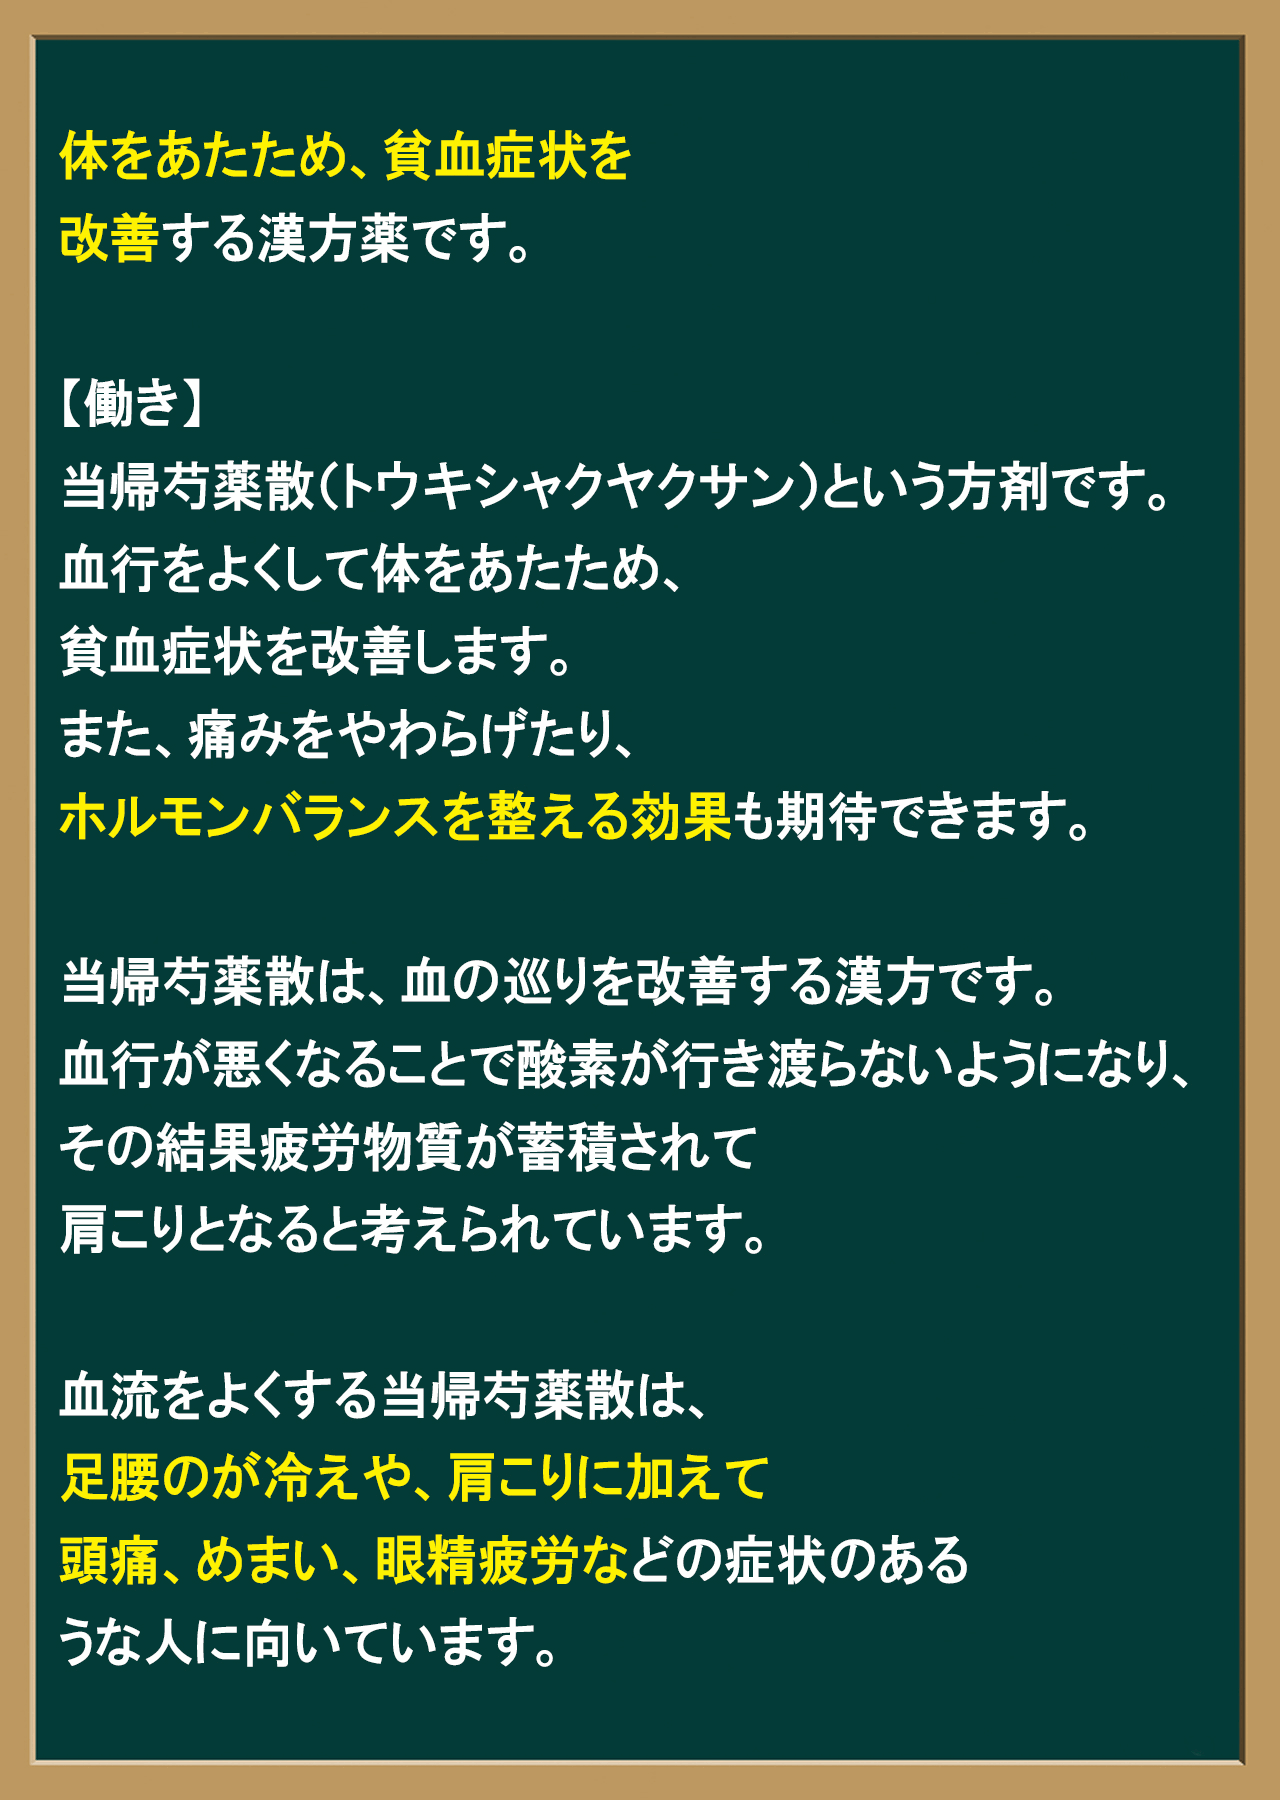 体をあたため、貧血症状を
改善する漢方薬です。
【働き】
当帰芍薬散（トウキシャクヤクサン）という方剤です。
血行をよくして体をあたため、
貧血症状を改善します。
また、痛みをやわらげたり、
ホルモンバランスを整える効果も期待できます。
当帰芍薬散は、血の巡りを改善する漢方です。
血行が悪くなることで酸素が行き渡らないようになり、
その結果疲労物質が蓄積されて
肩こりとなると考えられています。
血流をよくする当帰芍薬散は、
足腰のが冷えや、肩こりに加えて
頭痛、めまい、眼精疲労などの症状のある
うな人に向いています。